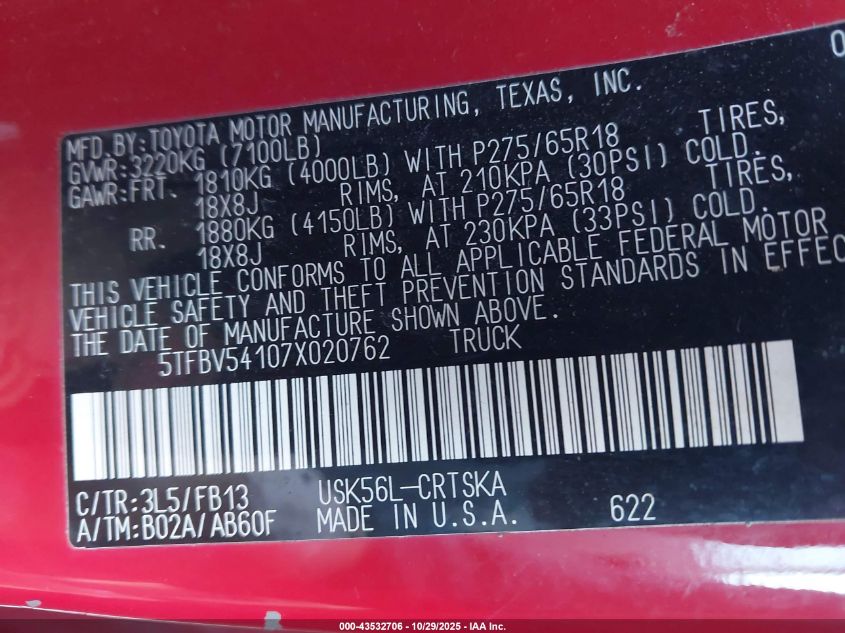 0
MFD. BY: TOYOTA MOTOR MANUFACTURING, TEXAS, INC.
GVWR: 3220KG (7100LB)
GAWR: FRT. 1810KG (4000LB) WITH P275/65R18 TIRES,
18X8J RIMS, AT 210KPA (30PSI) COLD.
RR. 1880KG (4150LB) WITH P275/65R18 TIRES,
18X8J RIMS, AT 230KPA (33PSI) COLD.
THIS VEHICLE CONFORMS TO ALL APPLICABLE FEDERAL MOTOR
VEHICLE SAFETY AND THEFT PREVENTION STANDARDS IN EFFEC
THE DATE OF MANUFACTURE SHOWN ABOVE.
5TFBV54107X020762 TRUCK
C/TR: 3L5/FB13 USK56L-CRTSKA
A/TM: B02A/AB60F MADE IN U.S.A. 622
000-43532706 - 10/29/2025 - IAA Inc.